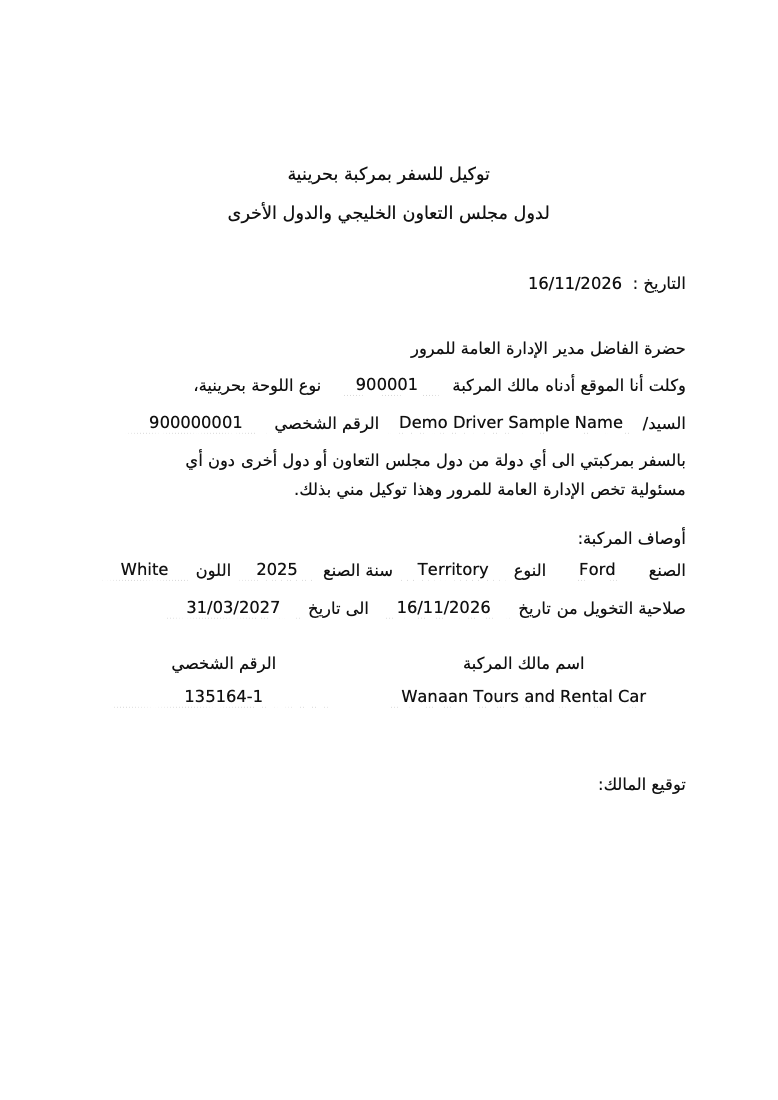 توكيل للسفر بمركبة بحرينية
لدول مجلس التعاون الخليجي والدول الأخرى
التاريخ : 16/11/2026
حضرة الفاضل مدير الإدارة العامة للمرور
وكلت أنا الموقع أدناه مالك المركبة 900001 نوع اللوحة بحرينية،
السيد/ Demo Driver Sample Name الرقم الشخصي 900000001
بالسفر بمركبتي الى أي دولة من دول مجلس التعاون أو دول أخرى دون أي
مسئولية تخص الإدارة العامة للمرور وهذا توكيل مني بذلك.
أوصاف المركبة:
الصنع Ford النوع Territory سنة الصنع 2025 اللون White
صلاحية التخويل من تاريخ 16/11/2026 الى تاريخ 31/03/2027
اسم مالك المركبة الرقم الشخصي
Wanaan Tours and Rental Car 135164-1
توقيع المالك: